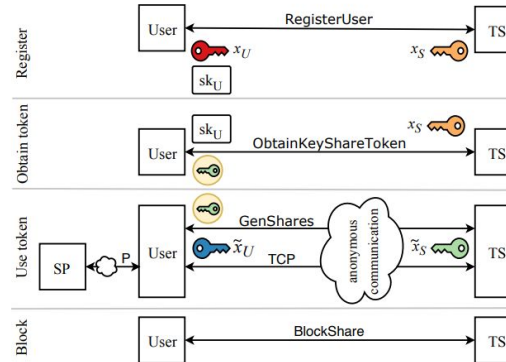 Register
User
RegisterUser
TS
x_U
x_S
sk_U
Obtain token
sk_U
x_S
User
ObtainKeyShareToken
TS
Use token
GenShares
SP
P
User
x̃_U
TCP
anonymous
communication
x̃_S
TS
Block
User
BlockShare
TS